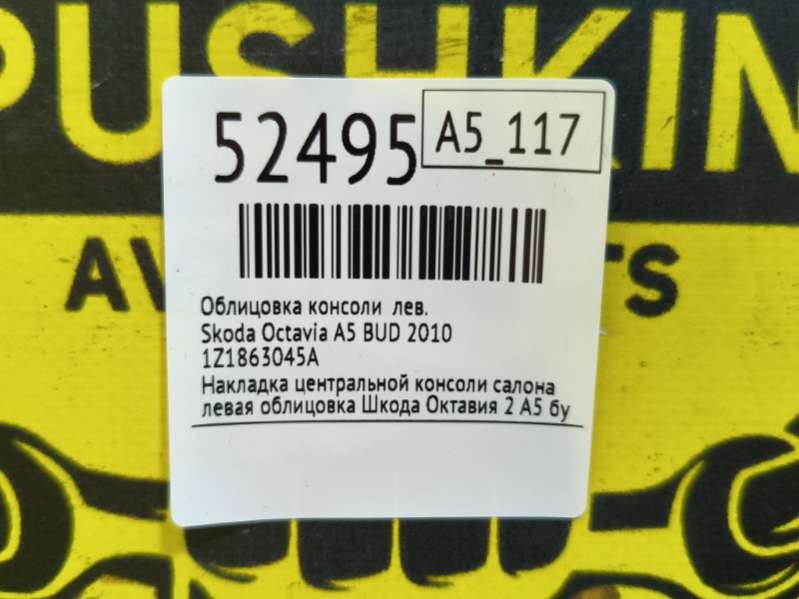 PUSHKIN
52495
A5_117
AV TS
Облицовка консоли лев.
Skoda Octavia A5 BUD 2010
1Z1863045A
Накладка центральной консоли салона
левая облицовка Шкода Октавия 2 А5 бу